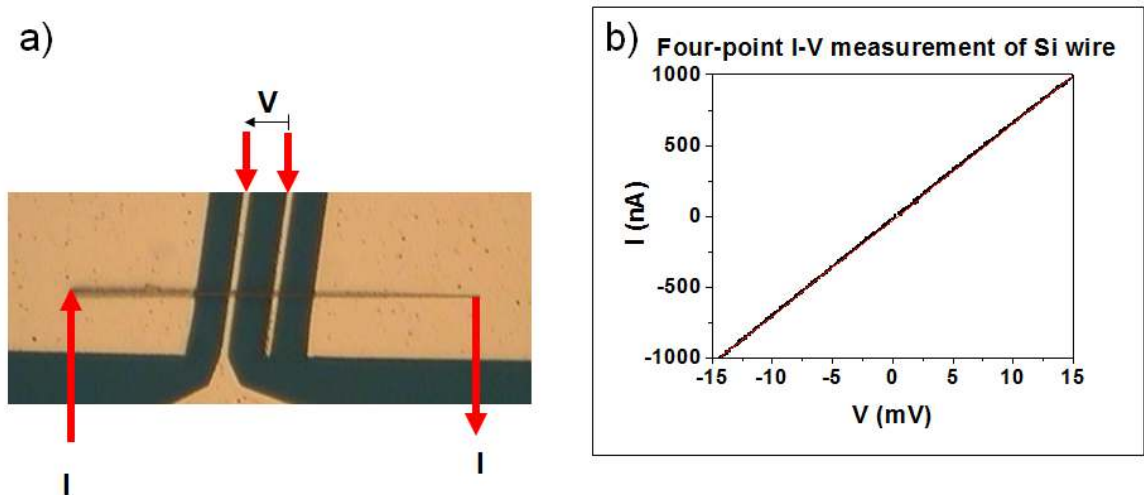 a)
V
I
I
b)
Four-point I-V measurement of Si wire
1000
500
0
-500
-1000
I (nA)
-15 -10 -5 0 5 10 15
V (mV)